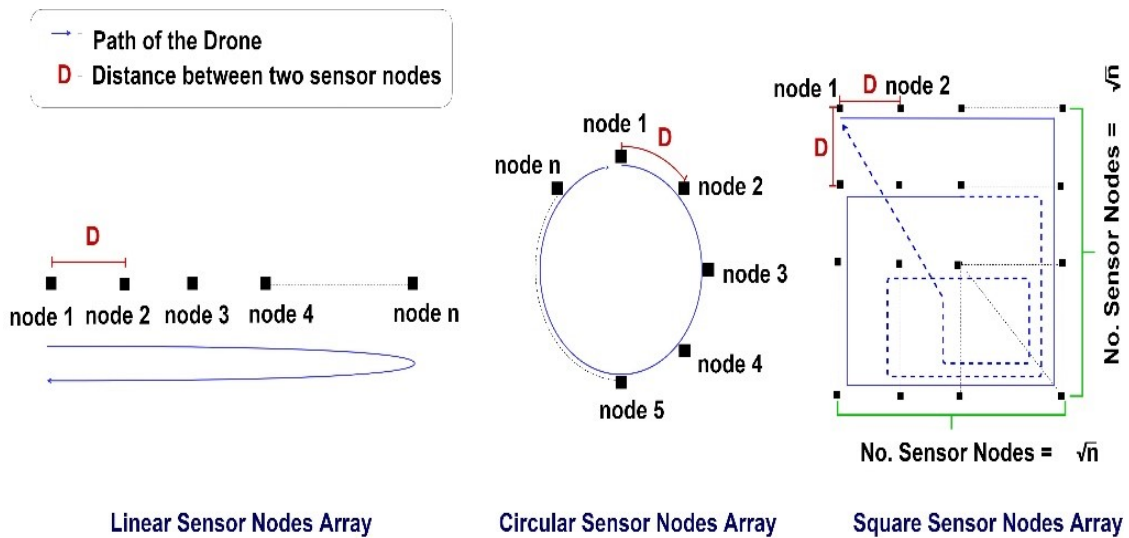 Path of the Drone
D - Distance between two sensor nodes
D
node 1
node 2
node 3
node 4
node n
Linear Sensor Nodes Array
node 1
D
node n
node 2
node 3
node 4
node 5
Circular Sensor Nodes Array
node 1
D
node 2
D
No. Sensor Nodes = √n
No. Sensor Nodes = √n
Square Sensor Nodes Array